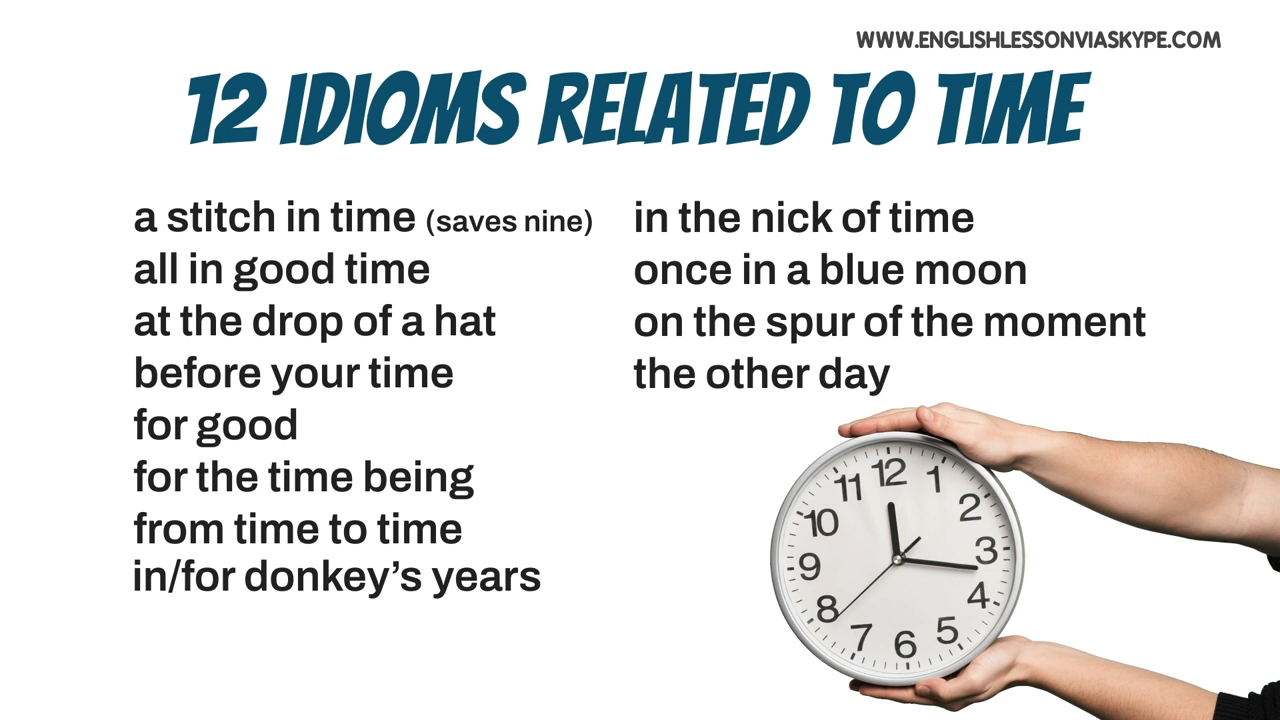 WWW.ENGLISHLESSONVIASKYPE.COM
12 IDIOMS RELATED TO TIME
a stitch in time (saves nine)
all in good time
at the drop of a hat
before your time
for good
for the time being
from time to time
in/for donkey’s years
in the nick of time
once in a blue moon
on the spur of the moment
the other day
12
1
2
3
4
5
6
7
8
9
10
11